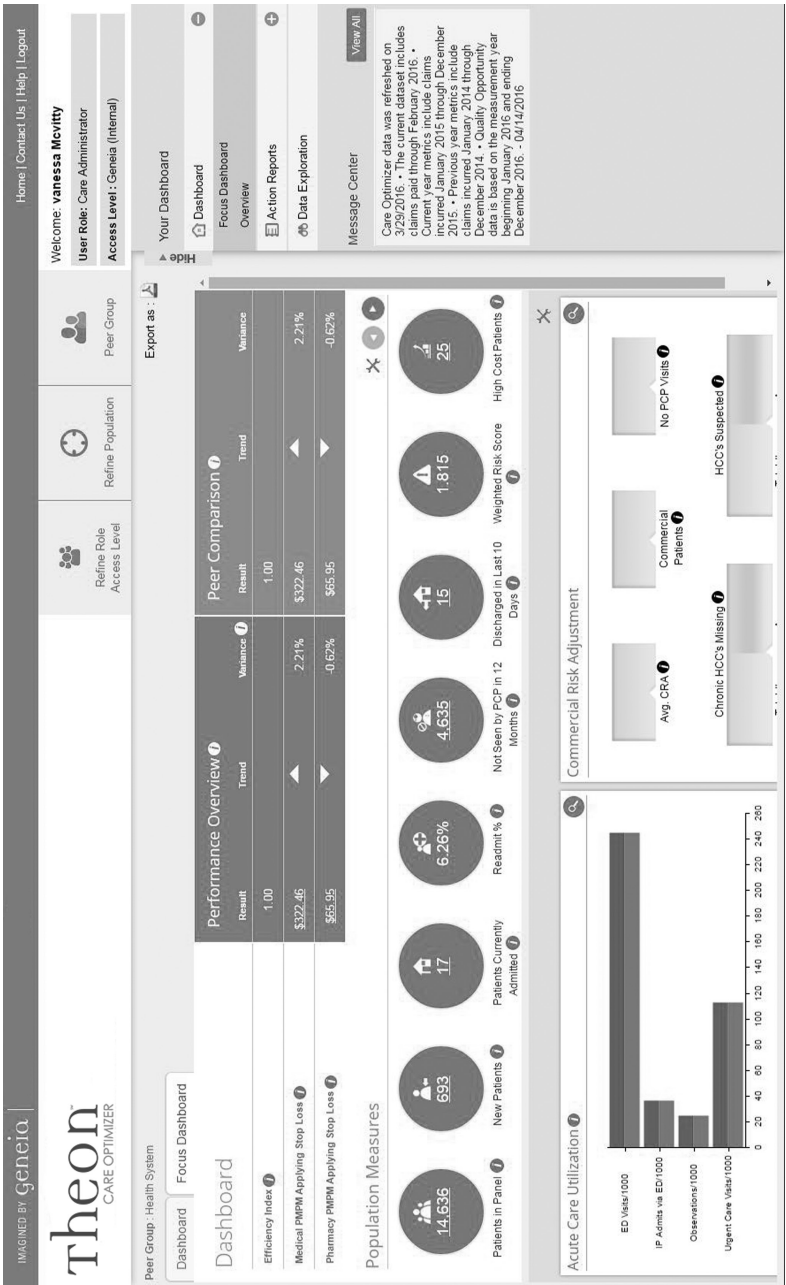 IMAGINED BY geneia
Home | Contact Us | Help | Logout
Theon
CARE OPTIMIZER
Refine Role
Access Level
Refine Population
Peer Group
Welcome: vanessa Mcvitty
User Role: Care Administrator
Access Level: Geneia (Internal)
Peer Group : Health System
Export as :
Hide
Dashboard
Focus Dashboard
Dashboard
Performance Overview
Peer Comparison
Result Trend Variance Result Trend Variance
Efficiency Index 1.00 1.00
Medical PMPM Applying Stop Loss $322.46 2.21% $322.46 2.21%
Pharmacy PMPM Applying Stop Loss $65.95 -0.62% $65.95 -0.62%
Population Measures
14,636
Patients in Panel
693
New Patients
17
Patients Currently
Admitted
6.26%
Readmit %
4,635
Not Seen by PCP in 12
Months
15
Discharged in Last 10
Days
1.815
Weighted Risk Score
25
High Cost Patients
Acute Care Utilization
ED Visits/1000
IP Admits via ED/1000
Observations/1000
Urgent Care Visits/1000
0 20 40 60 80 100 120 140 160 180 200 220 240 260
Commercial Risk Adjustment
Avg. CRA
Commercial
Patients
No PCP Visits
Chronic HCC's Missing
HCC's Suspected
Your Dashboard
Dashboard
Focus Dashboard
Overview
Action Reports
Data Exploration
Message Center
View All
Care Optimizer data was refreshed on
3/29/2016. • The current dataset includes
claims paid through February 2016. •
Current year metrics include claims
incurred January 2015 through December
2015. • Previous year metrics include
claims incurred January 2014 through
December 2014. • Quality Opportunity
data is based on the measurement year
beginning January 2016 and ending
December 2016. - 04/14/2016